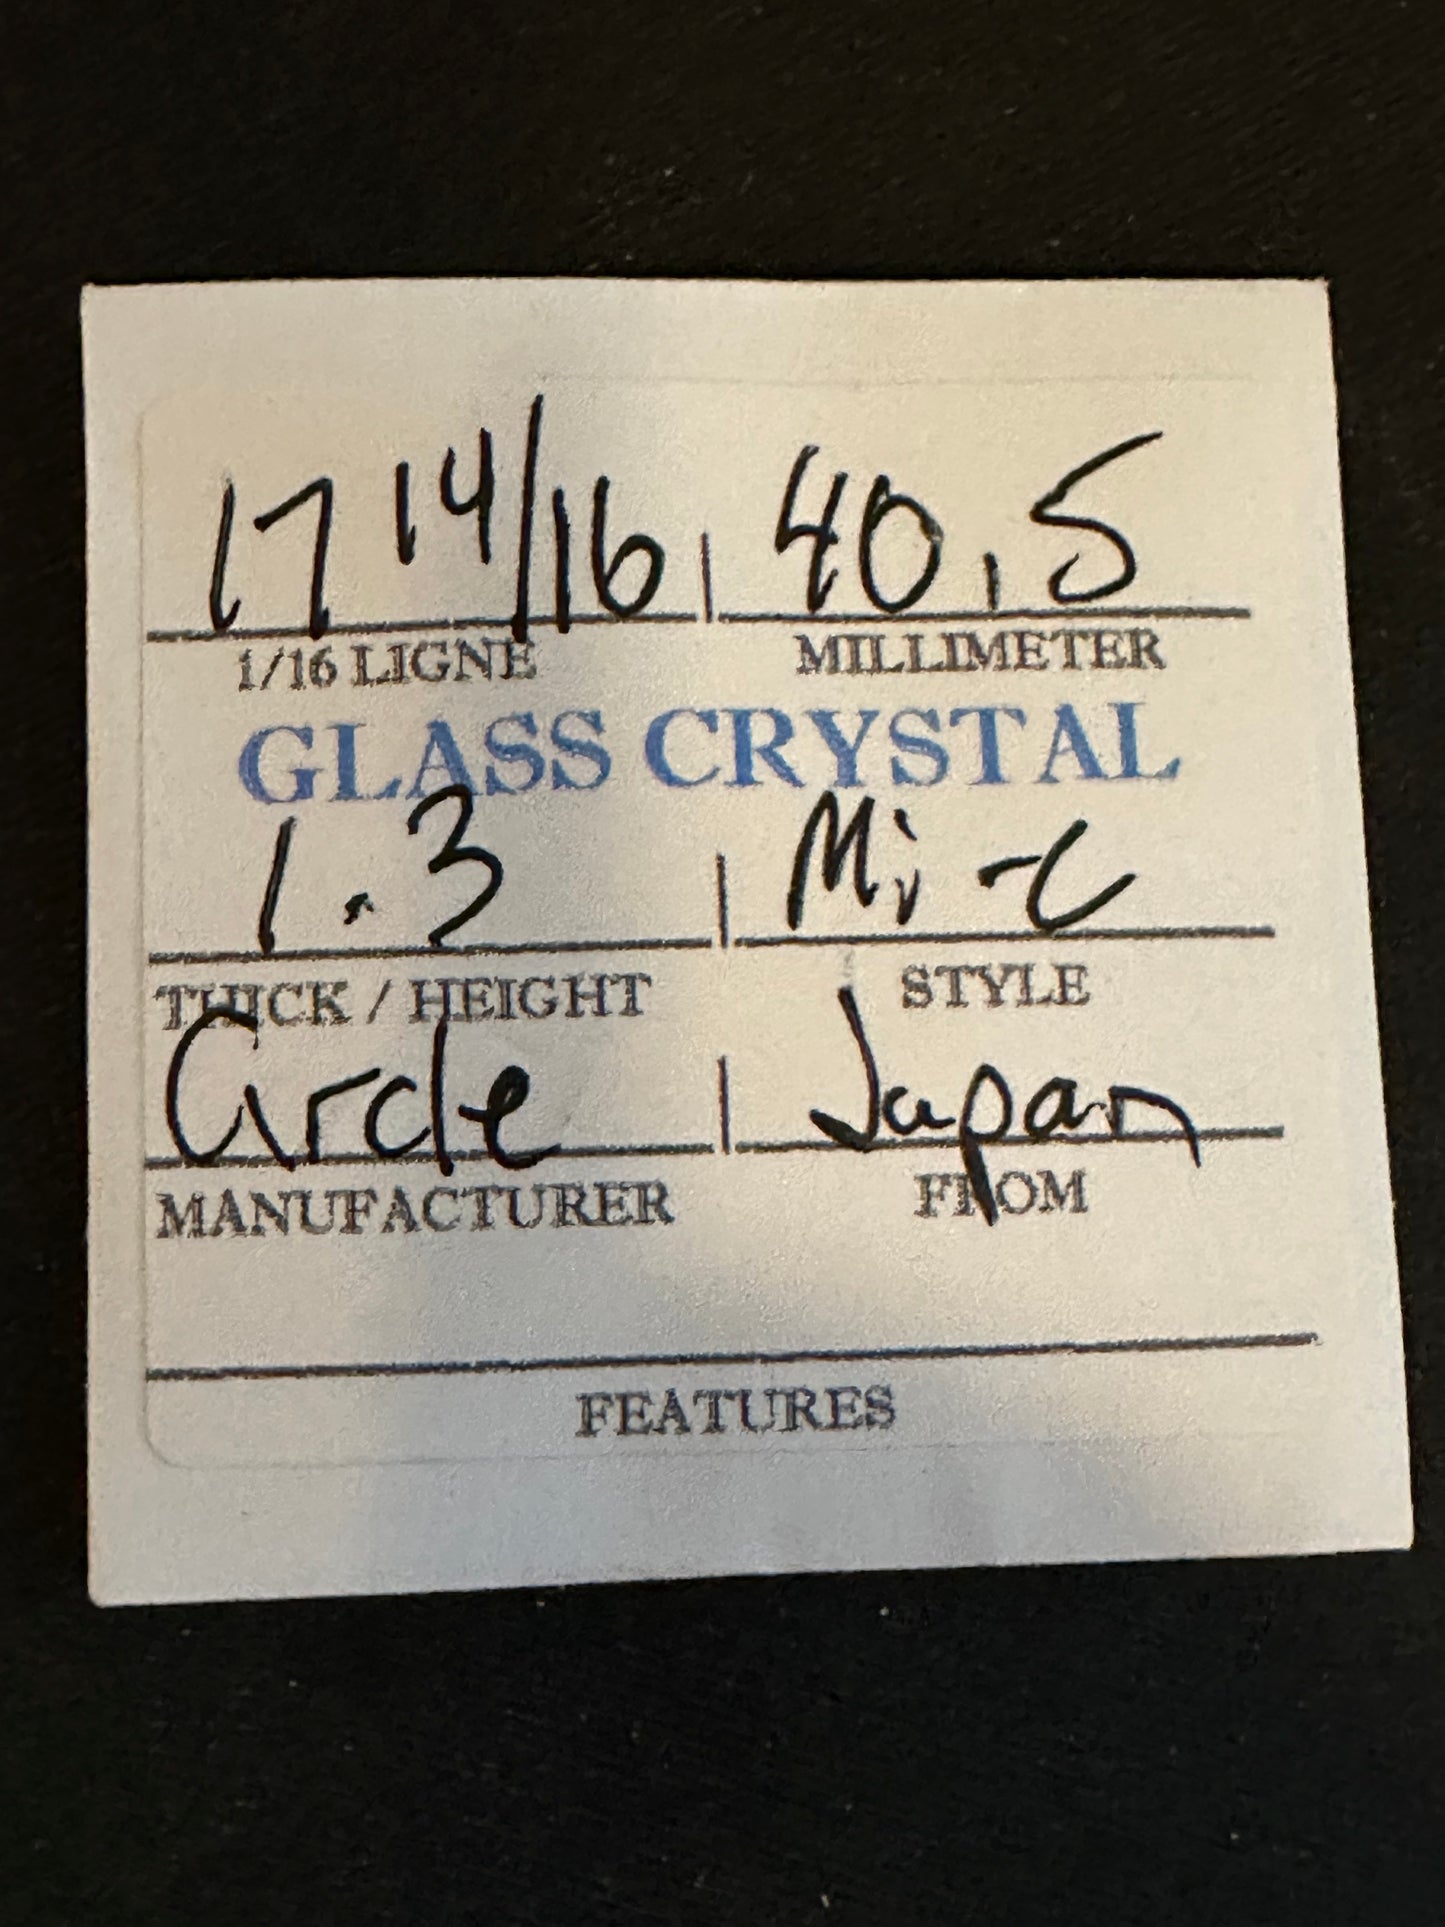 17 14/16 | 40.5
1/16 LIGNE MILLIMETER
GLASS CRYSTAL
1.3 | Mi-C
THICK / HEIGHT STYLE
Circle | Japan
MANUFACTURER FROM
FEATURES